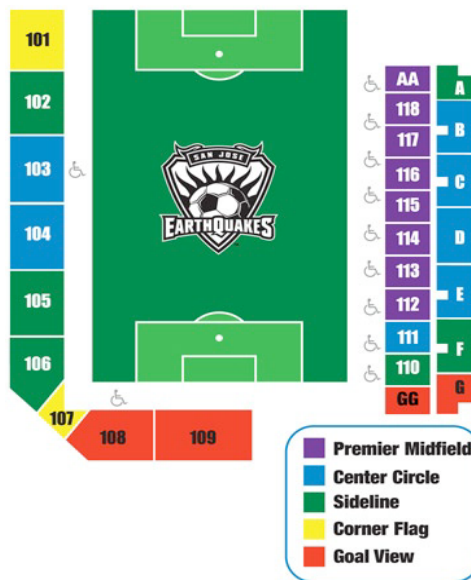 101
102
103
104
105
106
107
108
109
SAN JOSE
EARTHQUAKES
AA
118
117
116
115
114
113
112
111
110
GG
A
B
C
D
E
F
G
Premier Midfield
Center Circle
Sideline
Corner Flag
Goal View